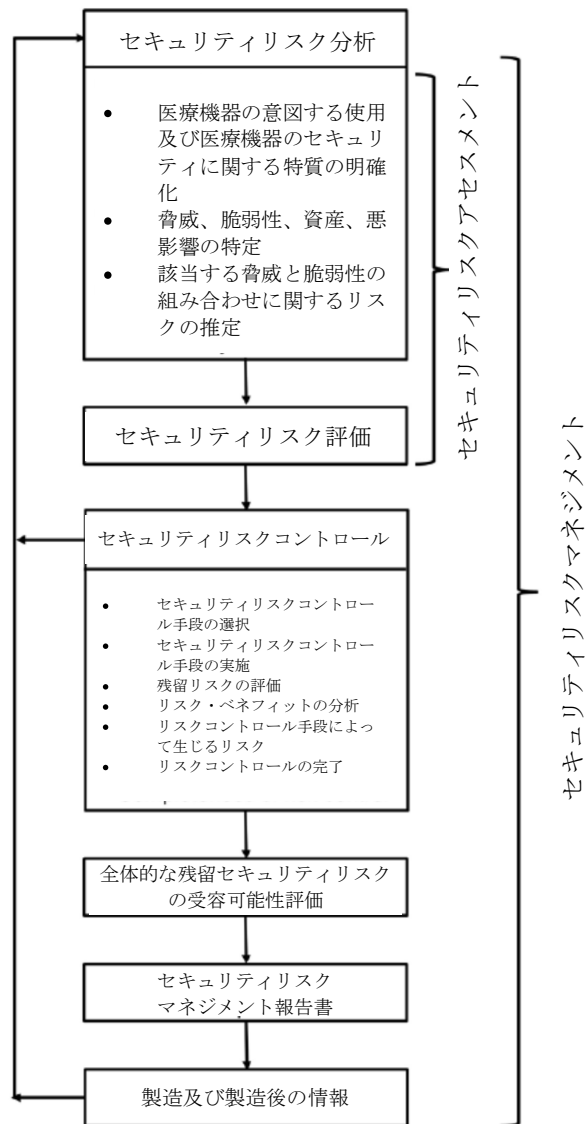 セキュリティリスク分析
• 医療機器の意図する使用
及び医療機器のセキュリ
ティに関する特質の明確
化
• 脅威、脆弱性、資産、悪
影響の特定
• 該当する脅威と脆弱性の
組み合わせに関するリス
クの推定
セキュリティリスク評価
セキュリティリスクアセスメント
セキュリティリスクコントロール
• セキュリティリスクコントロー
ル手段の選択
• セキュリティリスクコントロー
ル手段の実施
• 残留リスクの評価
• リスク・ベネフィットの分析
• リスクコントロール手段によっ
て生じるリスク
• リスクコントロールの完了
全体的な残留セキュリティリスク
の受容可能性評価
セキュリティリスク
マネジメント報告書
製造及び製造後の情報
セキュリティリスクマネジメント